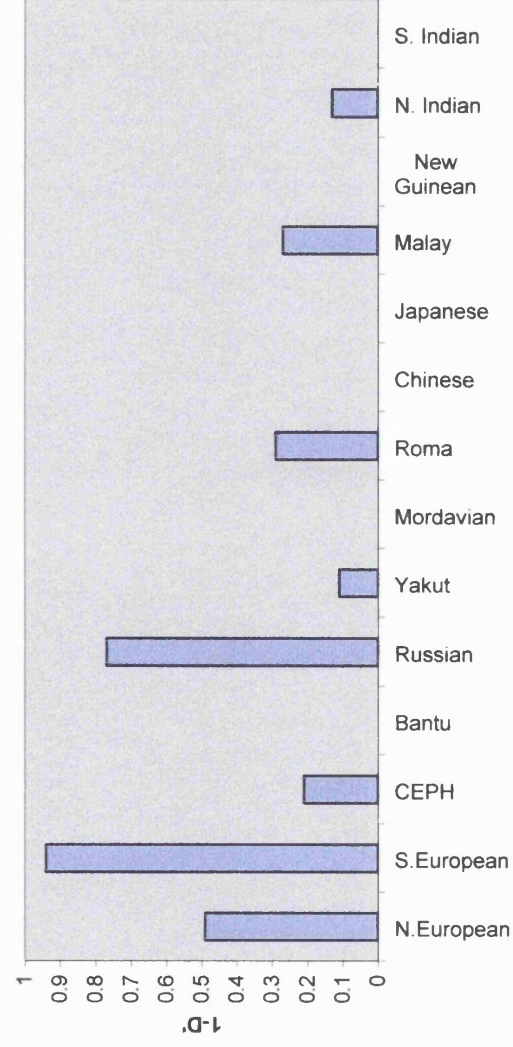 1
0.9
0.8
0.7
0.6
0.5
0.4
0.3
0.2
0.1
0
1-D'
N.European
S.European
CEPH
Bantu
Russian
Yakut
Mordavian
Roma
Chinese
Japanese
Malay
New
Guinean
N. Indian
S. Indian